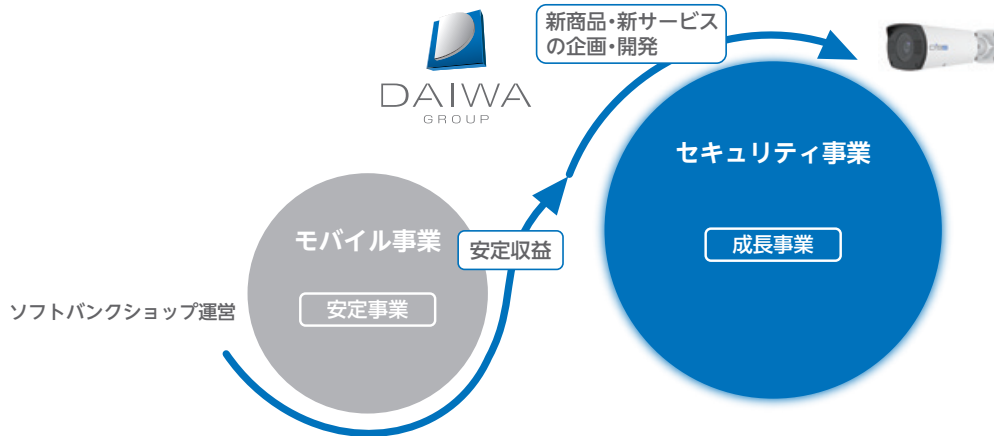 新商品・新サービス
の企画・開発
DAIWA
GROUP
セキュリティ事業
モバイル事業
安定収益
成長事業
ソフトバンクショップ運営
安定事業